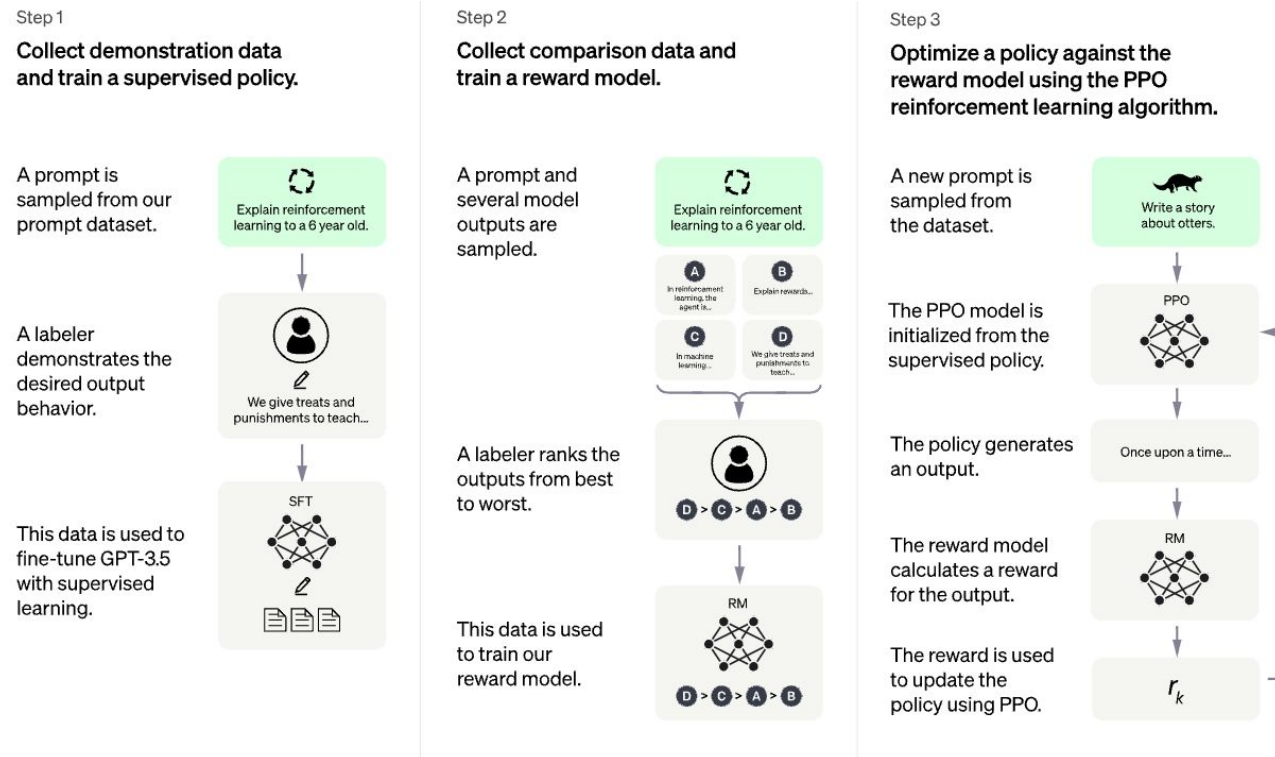 Step 1
Collect demonstration data
and train a supervised policy.
A prompt is
sampled from our
prompt dataset.
Explain reinforcement
learning to a 6 year old.
A labeler
demonstrates the
desired output
behavior.
We give treats and
punishments to teach...
This data is used to
fine-tune GPT-3.5
with supervised
learning.
SFT
Step 2
Collect comparison data and
train a reward model.
A prompt and
several model
outputs are
sampled.
Explain reinforcement
learning to a 6 year old.
A
In reinforcement
learning, the
agent is...
B
Explain rewards...
C
In machine
learning...
D
We give treats and
punishments to
teach...
A labeler ranks the
outputs from best
to worst.
D > C > A > B
This data is used
to train our
reward model.
RM
D > C > A > B
Step 3
Optimize a policy against the
reward model using the PPO
reinforcement learning algorithm.
A new prompt is
sampled from
the dataset.
Write a story
about otters.
The PPO model is
initialized from the
supervised policy.
PPO
The policy generates
an output.
Once upon a time...
The reward model
calculates a reward
for the output.
RM
The reward is used
to update the
policy using PPO.
r_k